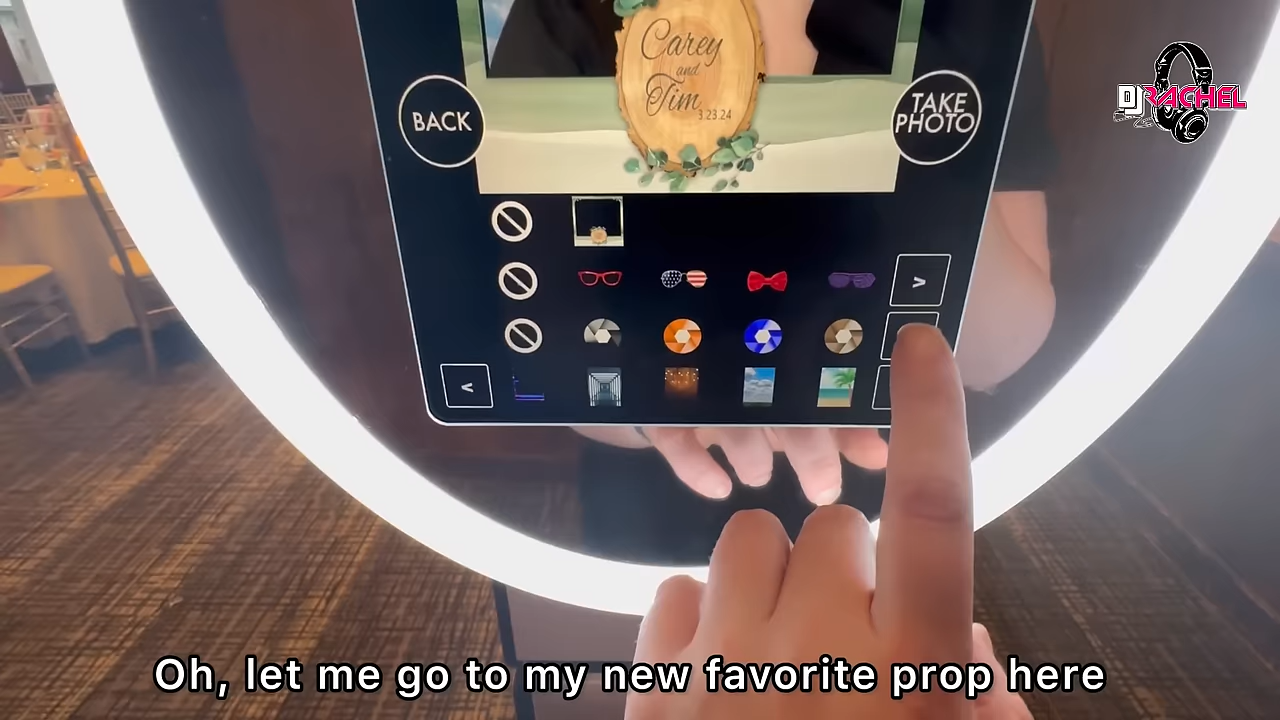 Carey
and
Tim
3.23.24
BACK
TAKE
PHOTO
DJ RACHEL
>
<
Oh, let me go to my new favorite prop here